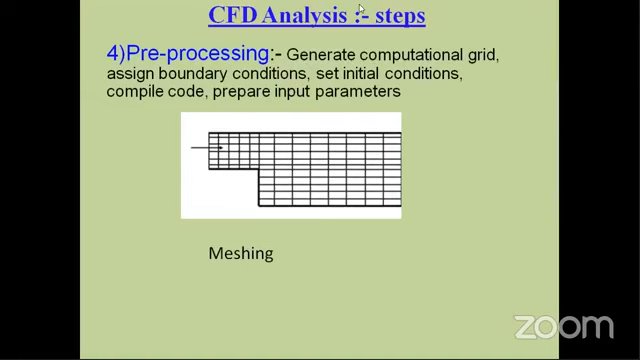 CFD Analysis :- steps
4)Pre-processing:- Generate computational grid,
assign boundary conditions, set initial conditions,
compile code, prepare input parameters
Meshing
zoom